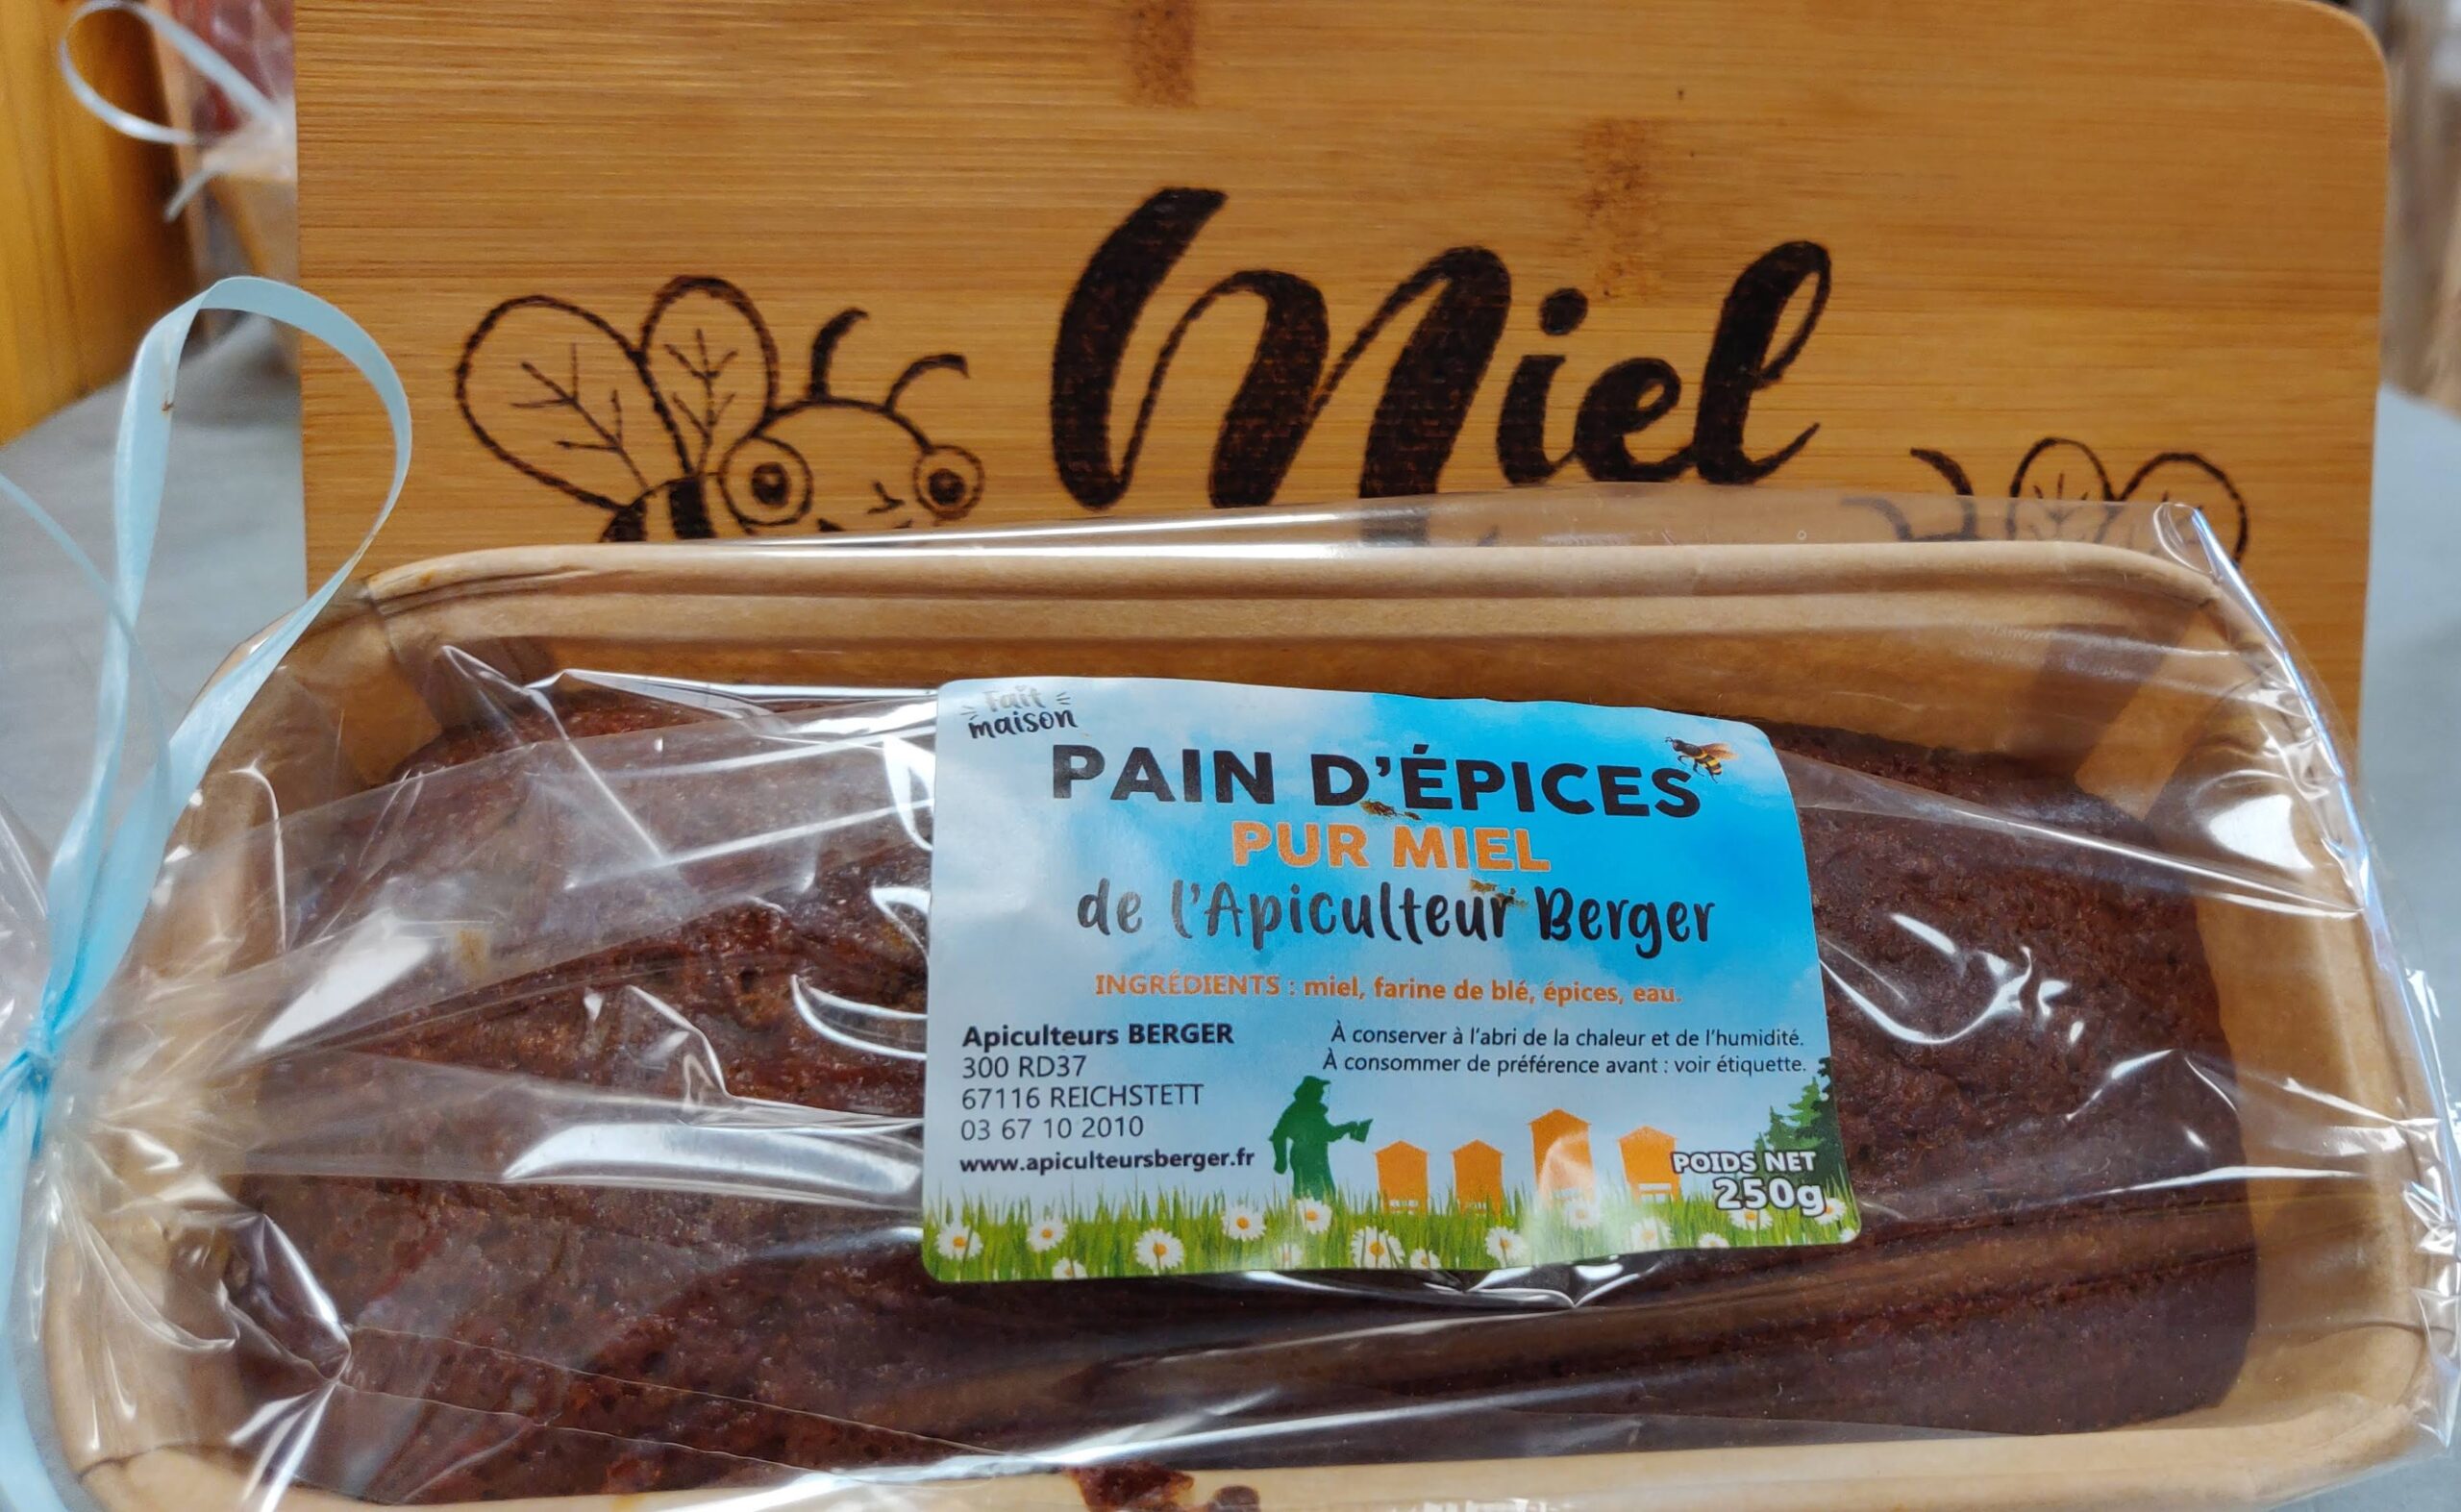 Miel
Fait
maison
PAIN D'ÉPICES
PUR MIEL
de l'Apiculteur Berger
INGRÉDIENTS : miel, farine de blé, épices, eau.
Apiculteurs BERGER
300 RD37
67116 REICHSTETT
03 67 10 2010
www.apiculteursberger.fr
À conserver à l'abri de la chaleur et de l'humidité.
À consommer de préférence avant : voir étiquette.
POIDS NET
250g